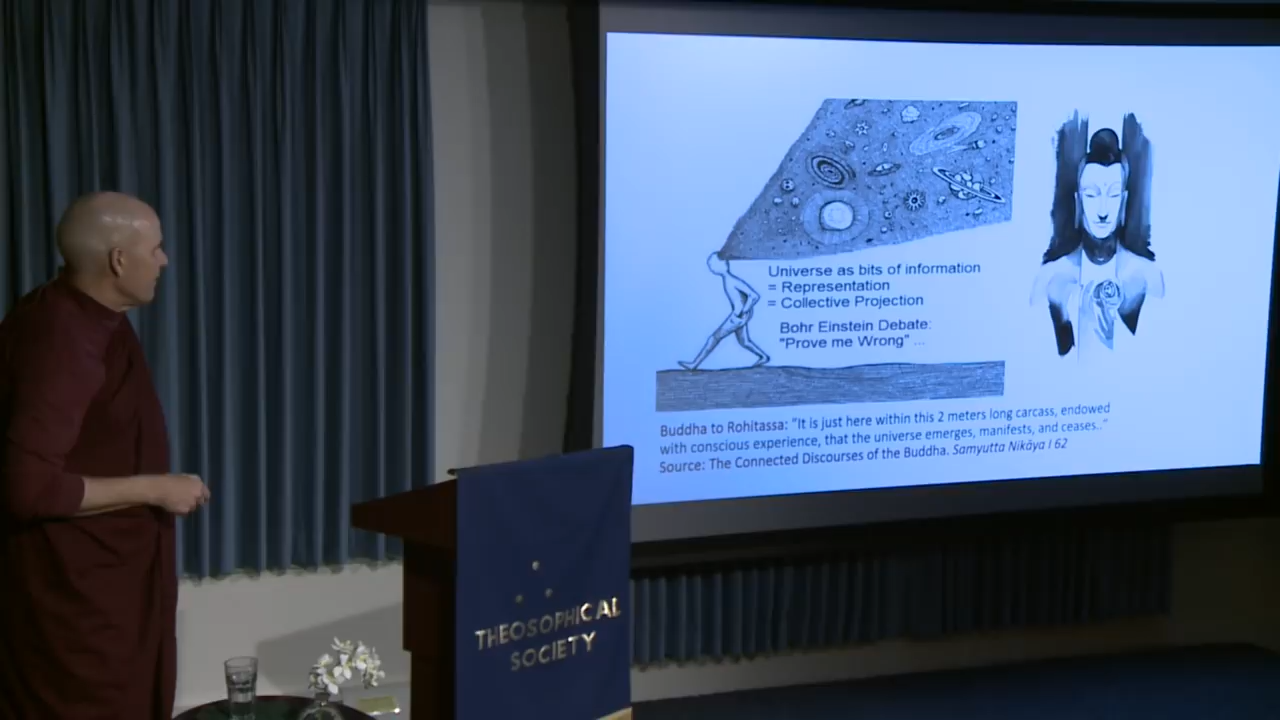 Universe as bits of information
= Representation
= Collective Projection
Bohr Einstein Debate:
"Prove me Wrong" ...
Buddha to Rohitassa: “It is just here within this 2 meters long carcass, endowed
with conscious experience, that the universe emerges, manifests, and ceases..”
Source: The Connected Discourses of the Buddha. Samyutta Nikāya I 62
THEOSOPHICAL
SOCIETY